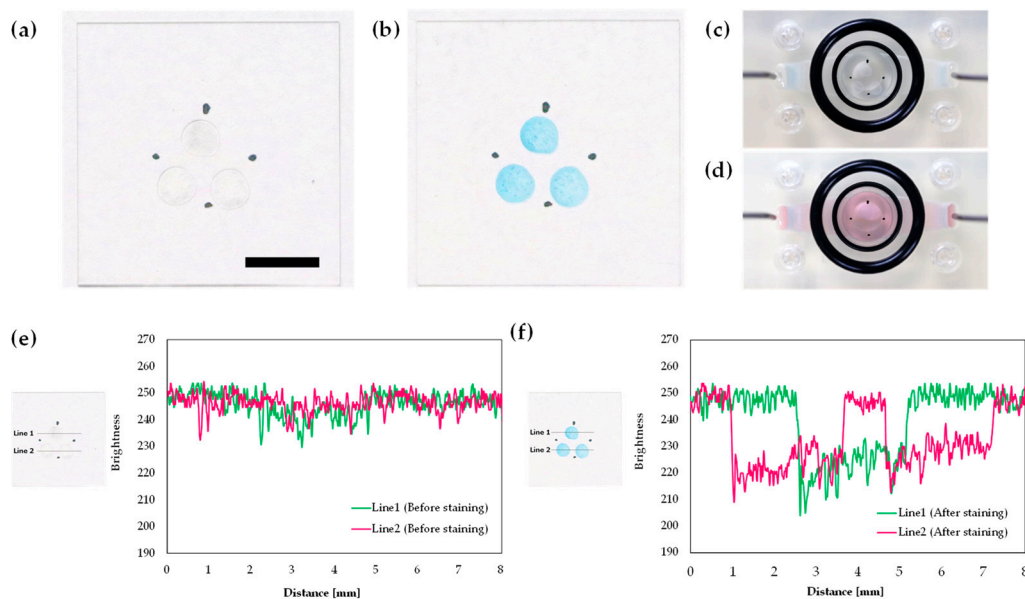 (a)
(b)
(c)
(d)
(e)
Line 1
Line 2
Brightness
270
260
250
240
230
220
210
200
190
Line1 (Before staining)
Line2 (Before staining)
0 1 2 3 4 5 6 7 8
Distance [mm]
(f)
Line 1
Line 2
Brightness
270
260
250
240
230
220
210
200
190
Line1 (After staining)
Line2 (After staining)
0 1 2 3 4 5 6 7 8
Distance [mm]